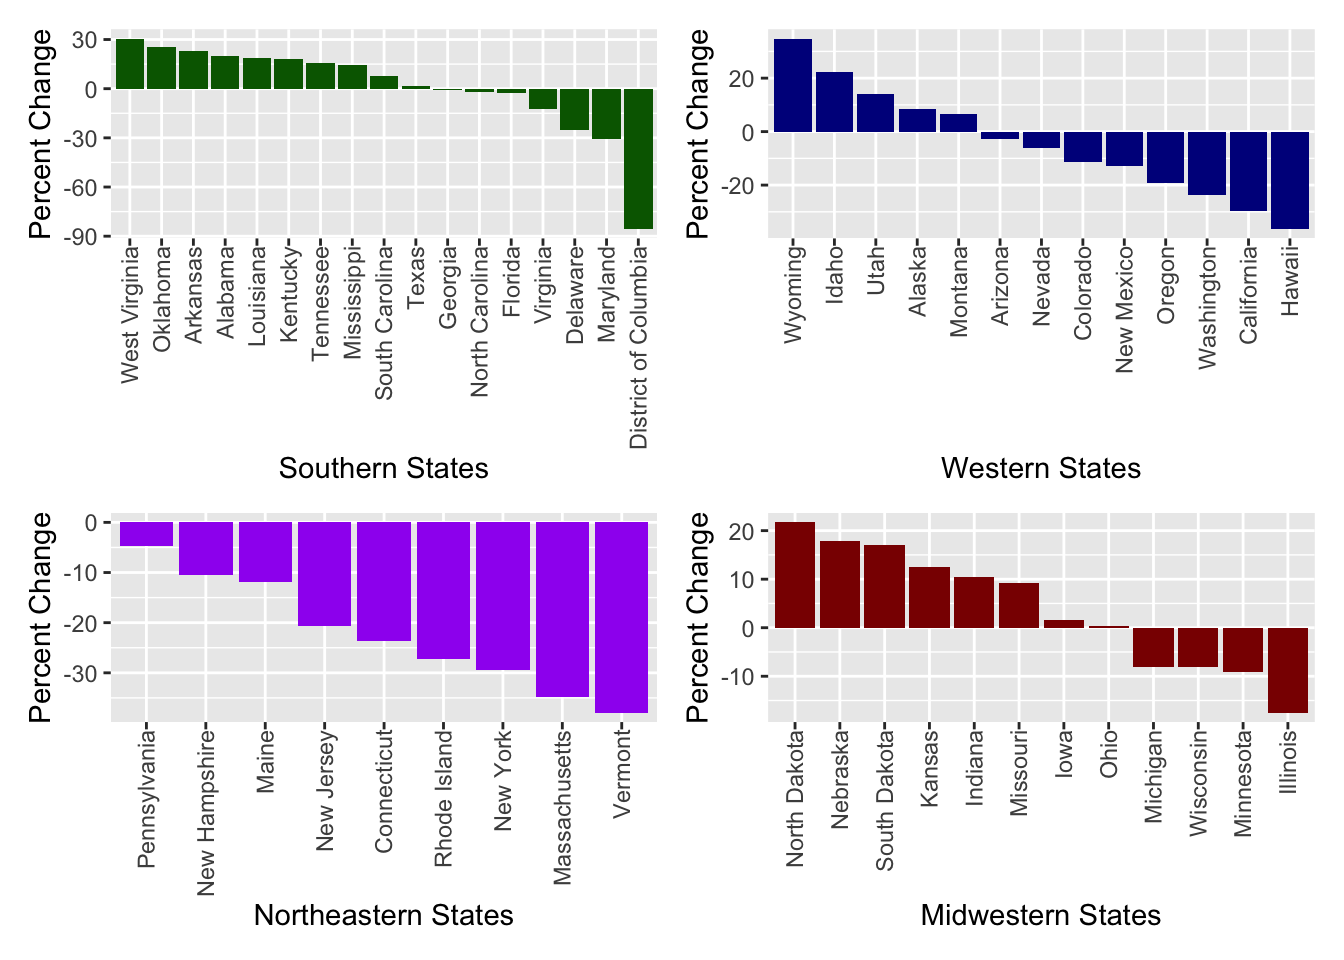 Percent Change
30
0
-30
-60
-90
West Virginia
Oklahoma
Arkansas
Alabama
Louisiana
Kentucky
Tennessee
Mississippi
South Carolina
Texas
Georgia
North Carolina
Florida
Virginia
Delaware
Maryland
District of Columbia
Southern States
Percent Change
20
0
-20
Wyoming
Idaho
Utah
Alaska
Montana
Arizona
Nevada
Colorado
New Mexico
Oregon
Washington
California
Hawaii
Western States
Percent Change
0
-10
-20
-30
Pennsylvania
New Hampshire
Maine
New Jersey
Connecticut
Rhode Island
New York
Massachusetts
Vermont
Northeastern States
Percent Change
20
10
0
-10
North Dakota
Nebraska
South Dakota
Kansas
Indiana
Missouri
Iowa
Ohio
Michigan
Wisconsin
Minnesota
Illinois
Midwestern States